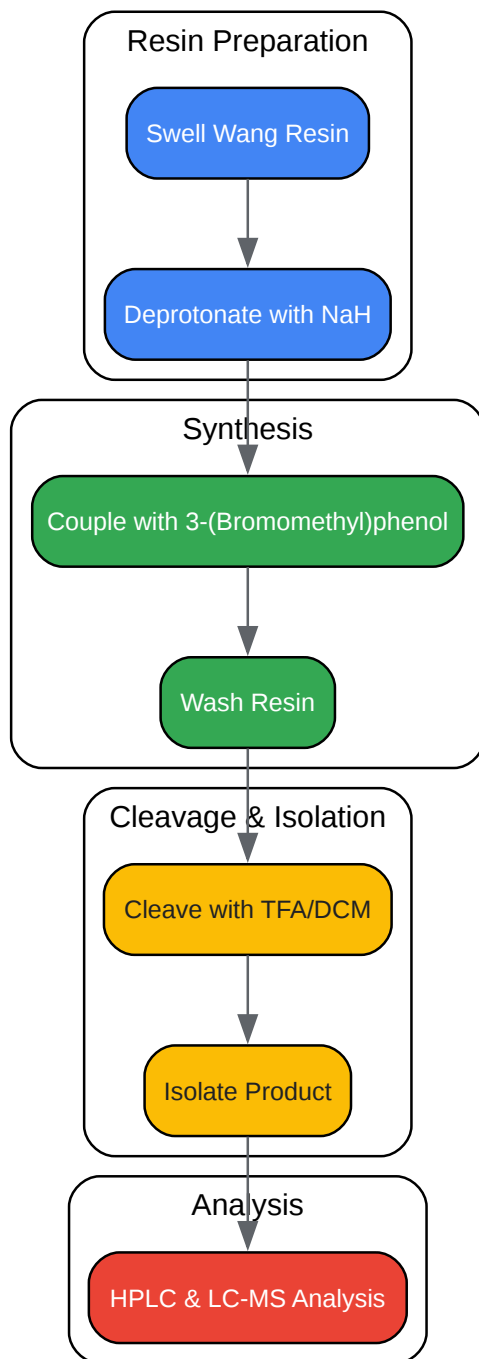 Resin Preparation
Swell Wang Resin
Deprotonate with NaH
Synthesis
Couple with 3-(Bromomethyl)phenol
Wash Resin
Cleavage & Isolation
Cleave with TFA/DCM
Isolate Product
Analysis
HPLC & LC-MS Analysis